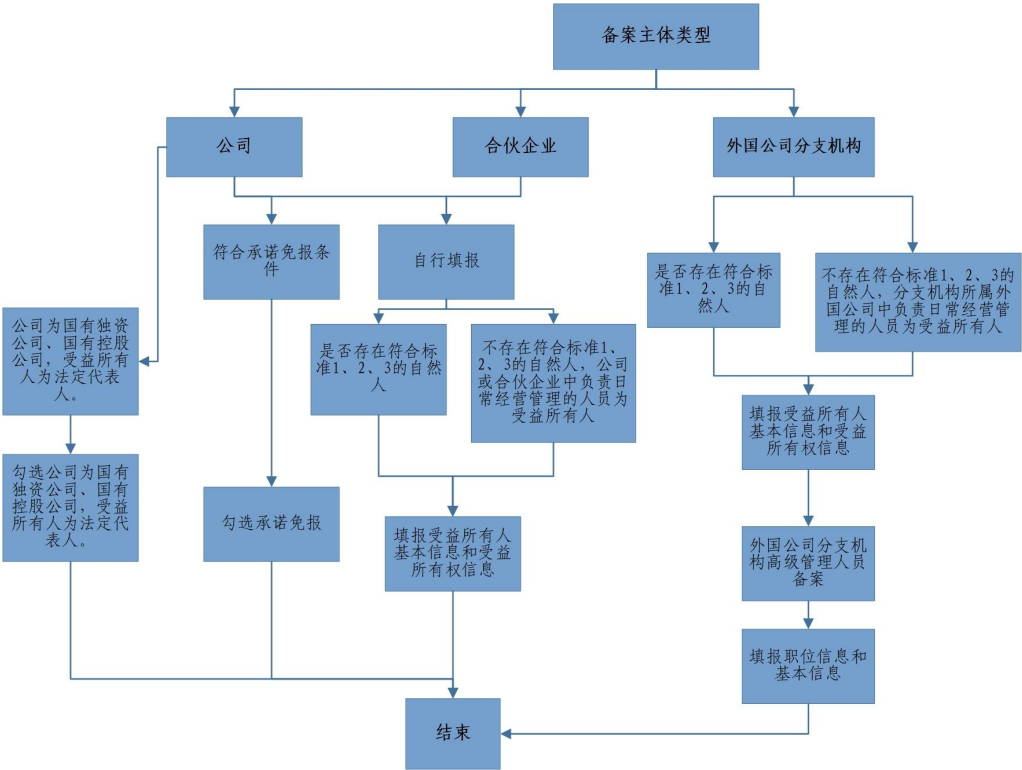 备案主体类型
公司
合伙企业
外国公司分支机构
符合承诺免报条
件
自行填报
是否存在符合标
准1、2、3的自
然人
不存在符合标准1、2、3的
自然人，分支机构所属外
国公司中负责日常经营管
理的人员为受益所有人
公司为国有独资
公司、国有控股
公司，受益所有
人为法定代表
人。
是否存在符合标
准1、2、3的自然
人
不存在符合标准1、
2、3的自然人，公司
或合伙企业中负责日
常经营管理的人员为
受益所有人
填报受益所有人
基本信息和受益
所有权信息
勾选公司为国有
独资公司、国有
控股公司，受益
所有人为法定代
表人。
勾选承诺免报
填报受益所有人
基本信息和受益
所有权信息
外国公司分支机
构高级管理人员
备案
填报职位信息和
基本信息
结束